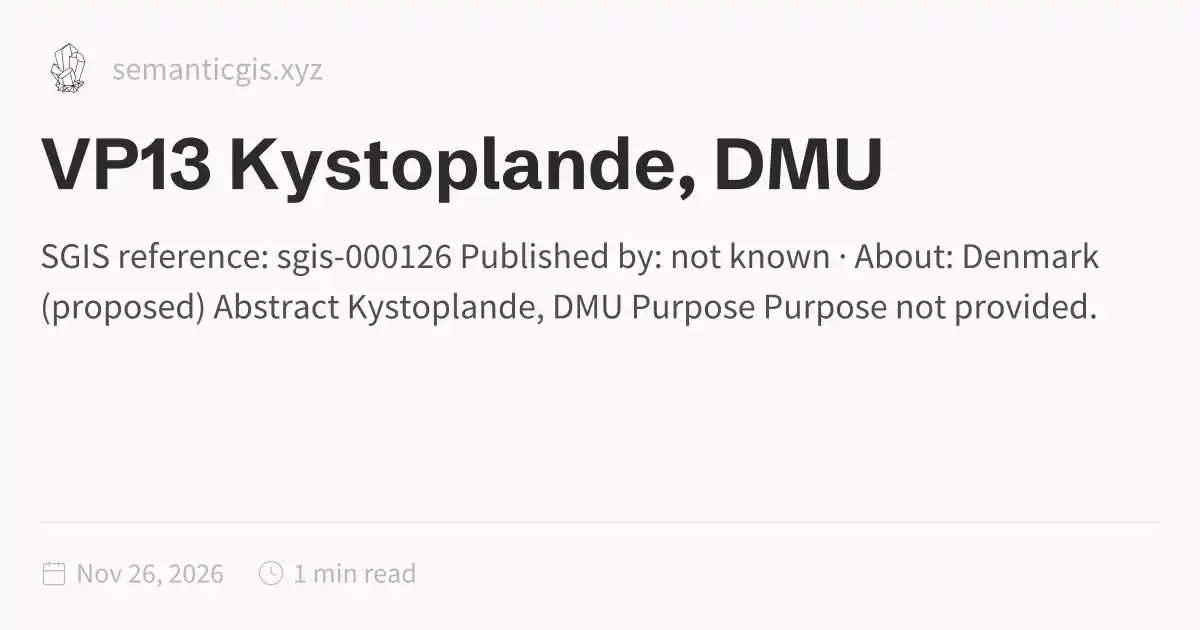 semanticgis.xyz
VP13 Kystoplande, DMU
SGIS reference: sgis-000126 Published by: not known · About: Denmark
(proposed) Abstract Kystoplande, DMU Purpose Purpose not provided.
Nov 26, 2026 1 min read